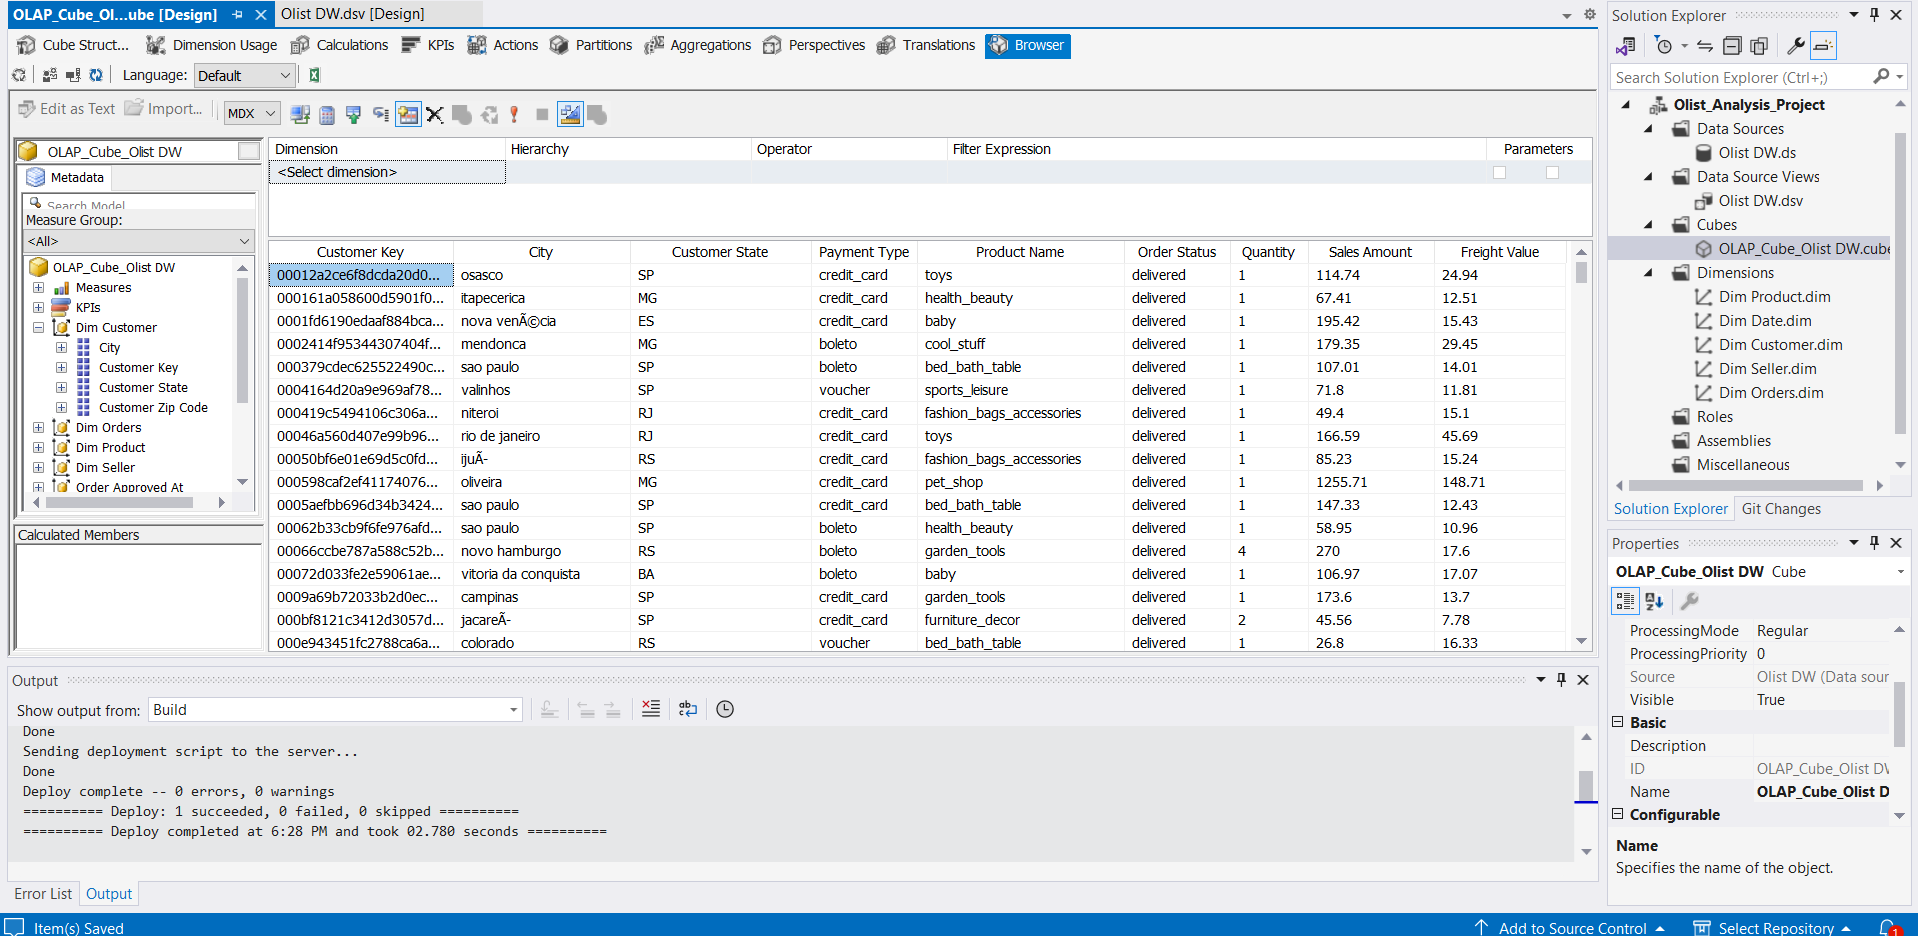 OLAP_Cube_Ol...ube [Design]
Olist DW.dsv [Design]
Cube Struct...
Dimension Usage
Calculations
KPIs
Actions
Partitions
Aggregations
Perspectives
Translations
Browser
Language: Default
Edit as Text
Import...
MDX
OLAP_Cube_Olist DW
Metadata
Search Model
Measure Group:
<All>
OLAP_Cube_Olist DW
Measures
KPIs
Dim Customer
City
Customer Key
Customer State
Customer Zip Code
Dim Orders
Dim Product
Dim Seller
Order Approved At
Calculated Members
Dimension Hierarchy Operator Filter Expression Parameters
<Select dimension>
Customer Key City Customer State Payment Type Product Name Order Status Quantity Sales Amount Freight Value
00012a2ce6f8dcda20d0... osasco SP credit_card toys delivered 1 114.74 24.94
000161a058600d5901f0... itapecerica MG credit_card health_beauty delivered 1 67.41 12.51
0001fd6190edaaf884bca... nova venÃ©cia ES credit_card baby delivered 1 195.42 15.43
0002414f95344307404f... mendonca MG boleto cool_stuff delivered 1 179.35 29.45
000379cdec625522490c... sao paulo SP boleto bed_bath_table delivered 1 107.01 14.01
0004164d20a9e969af78... valinhos SP voucher sports_leisure delivered 1 71.8 11.81
000419c5494106c306a... niteroi RJ credit_card fashion_bags_accessories delivered 1 49.4 15.1
00046a560d407e99b96... rio de janeiro RJ credit_card toys delivered 1 166.59 45.69
00050bf6e01e69d5c0fd... ijuÃ- RS credit_card fashion_bags_accessories delivered 1 85.23 15.24
000598caf2ef41174076... oliveira MG credit_card pet_shop delivered 1 1255.71 148.71
0005aefbb696d34b3424... sao paulo SP credit_card bed_bath_table delivered 1 147.33 12.43
00062b33cb9f6fe976afd... sao paulo SP boleto health_beauty delivered 1 58.95 10.96
00066ccbe787a588c52b... novo hamburgo RS boleto garden_tools delivered 4 270 17.6
00072d033fe2e59061ae... vitoria da conquista BA boleto baby delivered 1 106.97 17.07
0009a69b72033b2d0ec... campinas SP credit_card garden_tools delivered 1 173.6 13.7
000bf8121c3412d3057d... jacareÃ- SP credit_card furniture_decor delivered 2 45.56 7.78
000e943451fc2788ca6a... colorado RS voucher bed_bath_table delivered 1 26.8 16.33
Output
Show output from: Build
Done
Sending deployment script to the server...
Done
Deploy complete -- 0 errors, 0 warnings
========== Deploy: 1 succeeded, 0 failed, 0 skipped ==========
========== Deploy completed at 6:28 PM and took 02.780 seconds ==========
Error List
Output
Solution Explorer
Search Solution Explorer (Ctrl+;)
Olist_Analysis_Project
Data Sources
Olist DW.ds
Data Source Views
Olist DW.dsv
Cubes
OLAP_Cube_Olist DW.cube
Dimensions
Dim Product.dim
Dim Date.dim
Dim Customer.dim
Dim Seller.dim
Dim Orders.dim
Roles
Assemblies
Miscellaneous
Solution Explorer
Git Changes
Properties
OLAP_Cube_Olist DW Cube
ProcessingMode Regular
ProcessingPriority 0
Source Olist DW (Data sour
Visible True
Basic
Description
ID OLAP_Cube_Olist DW
Name OLAP_Cube_Olist D
Configurable
Name
Specifies the name of the object.
Item(s) Saved
Add to Source Control
Select Repository
1